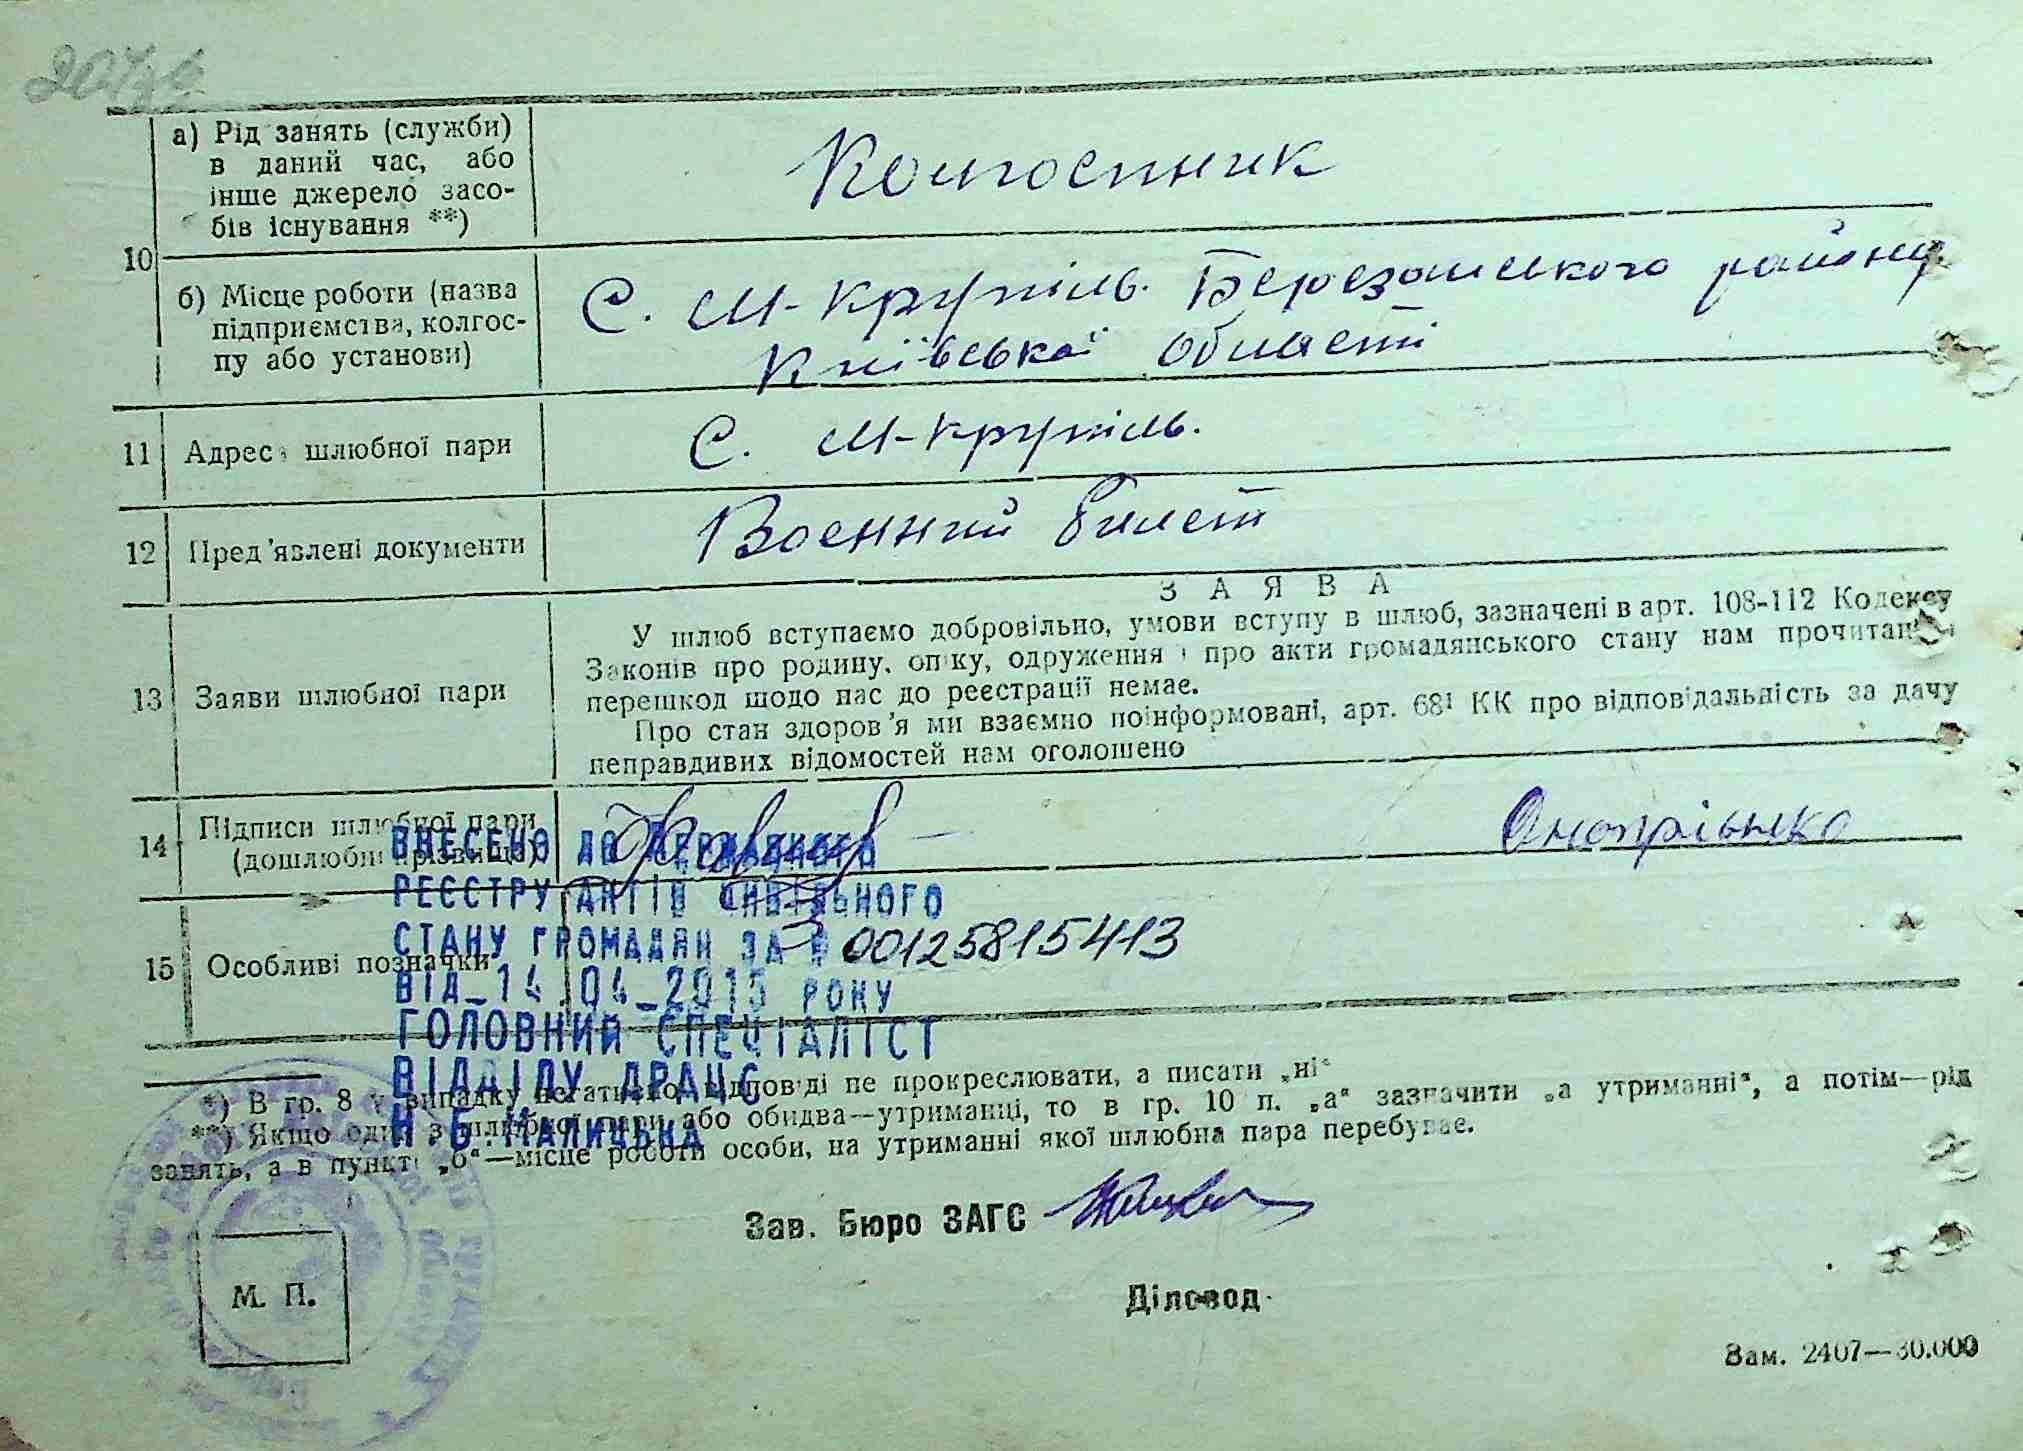 а) Рід занять (служби)
в даний час, або
інше джерело засо-
бів існування **)
Колгоспник
10
б) Місце роботи (назва
підприємства, колгос-
пу або установи)
С. М-Крупіль. Березанського району
Київської області
11 Адреса шлюбної пари
С. М-Крупіль.
12 Пред'явлені документи
Военний билет
13 Заяви шлюбної пари
ЗАЯВА
У шлюб вступаємо добровільно, умови вступу в шлюб, зазначені в арт. 108-112 Кодексу
Законів про родину, опіку, одруження і про акти громадянського стану нам прочитані і
перешкод щодо нас до реєстрації немає.
Про стан здоров'я ми взаємно поінформовані, арт. 68¹ КК про відповідальність за дачу
неправдивих відомостей нам оголошено
14 Підписи шлюбної пари
(дошлюбні прізвища)
Онопрієнко
15 Особливі позначки
ВНЕСЕНО ДО ДЕРЖАВНОГО
РЕЄСТРУ АКТІВ ЦИВІЛЬНОГО
СТАНУ ГРОМАДЯН ЗА № 00125815413
ВІД_14.04_2015 РОКУ
ГОЛОВНИЙ СПЕЦІАЛІСТ
ВІДДІЛУ ДРАЦС
Н.Б.
*) В гр. 8 у випадку негативної відповіді не прокреслювати, а писати „ні“
**) Якщо один з шлюбної пари або обидва—утриманці, то в гр. 10 п. „а“ зазначити „а утриманні“, а потім—рід
занять, а в пункті „б“—місце роботи особи, на утриманні якої шлюбна пара перебуває.
Зав. Бюро ЗАГС
М. П.
Діловод
Зам. 2407—30.000